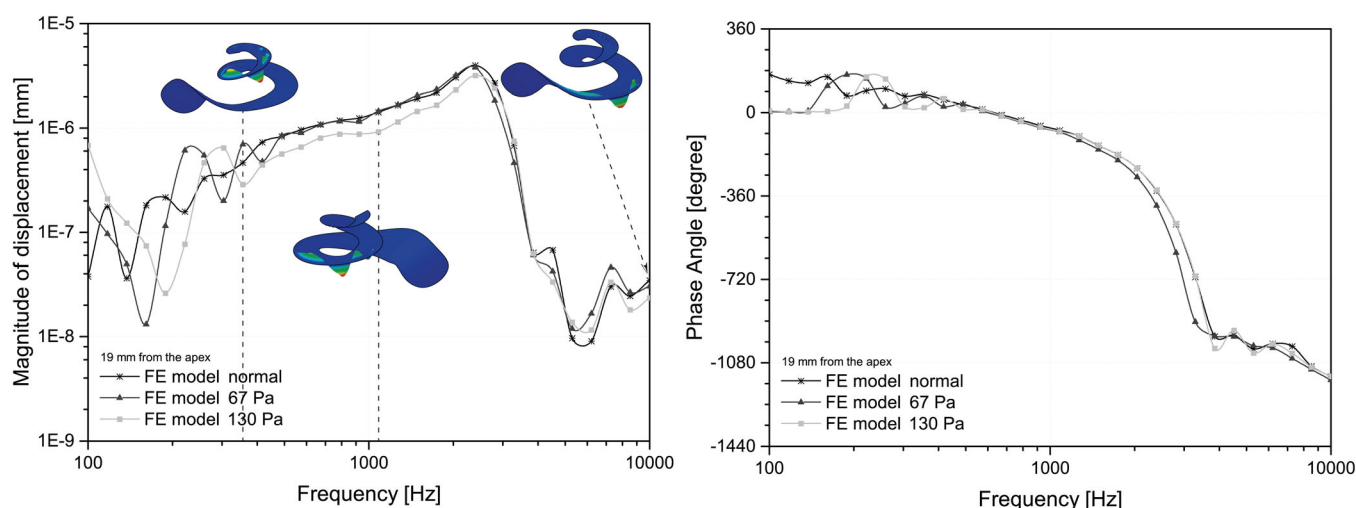 Magnitude of displacement [mm]
1E-5
1E-6
1E-7
1E-8
1E-9
19 mm from the apex
FE model normal
FE model 67 Pa
FE model 130 Pa
100
1000
10000
Frequency [Hz]
Phase Angle [degree]
360
0
360
-720
-1080
-1440
19 mm from the apex
FE model normal
FE model 67 Pa
FE model 130 Pa
100
1000
10000
Frequency [Hz]